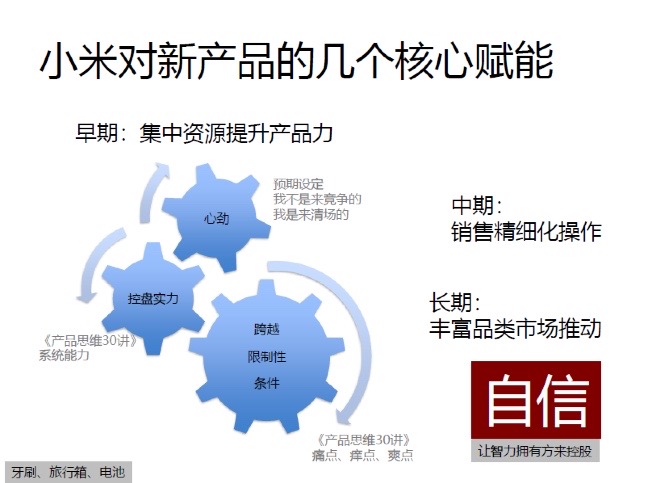 小米对新产品的几个核心赋能
早期：集中资源提升产品力
预期设定
我不是来竞争的
我是来清场的
心劲
控盘实力
《产品思维30讲》
系统能力
跨越
限制性
条件
《产品思维30讲》
痛点、痒点、爽点
中期：
销售精细化操作
长期：
丰富品类市场推动
自信
让智力拥有方来控股
牙刷、旅行箱、电池